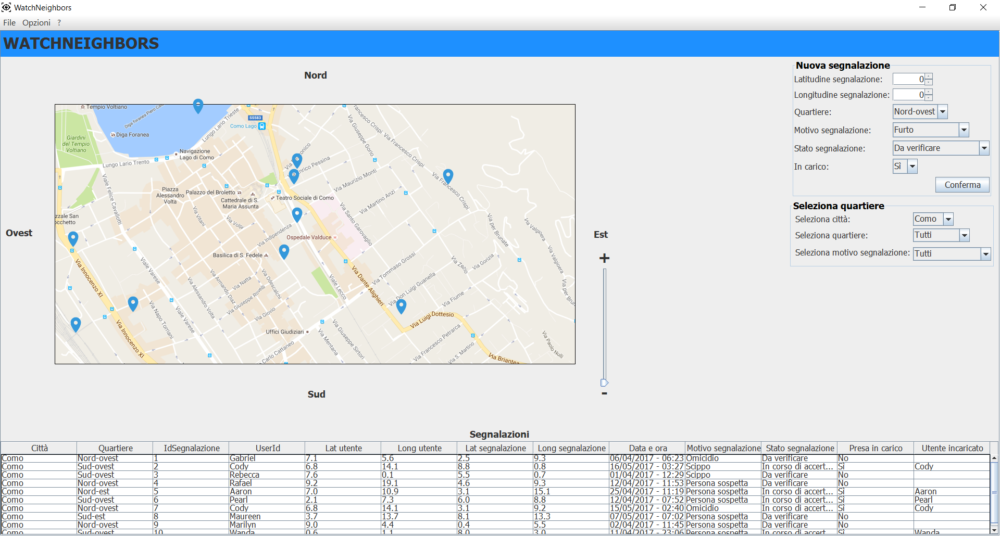 WatchNeighbors
File Opzioni ?
WATCHNEIGHBORS
Nord
Ovest
Est
+
-
Sud
Tempio Voltiano
Diga Foranea
Giardini
del Tempio
Voltiano
Lungo Lario Trento
Lungo Lario Trieste
SS583
Como Lago
Navigazione
Lago di Como
Viale Felice Cavallotti
Piazza
Alessandro
Volta
Palazzo del Broletto
Cattedrale di S.
Maria Assunta
Teatro Sociale di Como
Via Vitani
Via Volpi
Via Indipendenza
Ospedale Valduce
Basilica di S. Fedele
Enrico Pessina
Via Maurizio Monti
Via Martino Anzi
Via Santo Garovaglio
Via Giuseppe Gorio
Francesco Crispi
Via Francesco Crispi
Via Francesco Crispi
Via per Brunate
Via Valgioera
Via Valgioera
Via per Brun
zzale San
occhetto
Via Innocenzo XI
Via Innocenzo XI
Viale Varese
Viale Varese
Via Napo Torriani
Via Alessandro Volta
Via Armando Diaz
Via Natta
Via Giuseppe Rovelli
Via Odescalchi
Via Giovio
Viale Lecco
Via Dante Alighieri
Via Tommaso Grossi
Via Don Luigi Guanella
Via Fiume
Via Zezio
Via Gorizia
Via Luigi Dottesio
Uffici Giudiziari
Carlo Cattaneo
Via Mentana
Via Giuseppe Sirtori
Via Francesco Petrarca
Via S. Martino
Via Briantea
Via Paolo Nulli
Nuova segnalazione
Latitudine segnalazione: 0
Longitudine segnalazione: 0
Quartiere: Nord-ovest
Motivo segnalazione: Furto
Stato segnalazione: Da verificare
In carico: Sì
Conferma
Seleziona quartiere
Seleziona città: Como
Seleziona quartiere: Tutti
Seleziona motivo segnalazione: Tutti
Segnalazioni
Città Quartiere IdSegnalazione UserId Lat utente Long utente Lat segnalazione Long segnalazione Data e ora Motivo segnalazione Stato segnalazione Presa in carico Utente incaricato
Como Nord-ovest 1 Gabriel 7.1 5.6 2.5 9.3 06/04/2017 - 06:23 Omicidio Da verificare No
Como Sud-ovest 2 Cody 6.8 14.1 8.8 0.8 16/05/2017 - 03:27 Scippo In corso di accert... Sì Cody
Como Sud-ovest 3 Rebecca 7.6 0.1 5.5 0.7 01/04/2017 - 12:29 Scippo Da verificare No
Como Nord-ovest 4 Rafael 9.2 19.1 4.6 9.3 12/04/2017 - 11:53 Persona sospetta Da verificare No
Como Nord-est 5 Aaron 7.0 10.9 3.1 15.1 25/04/2017 - 11:19 Persona sospetta In corso di accert... Sì Aaron
Como Sud-ovest 6 Pearl 2.1 7.3 6.0 8.8 12/04/2017 - 07:52 Persona sospetta In corso di accert... Sì Pearl
Como Nord-ovest 7 Cody 6.8 14.1 3.1 9.2 15/05/2017 - 02:40 Omicidio In corso di accert... Sì Cody
Como Sud-est 8 Maureen 3.7 13.7 8.1 13.3 07/05/2017 - 07:02 Persona sospetta Da verificare No
Como Nord-ovest 9 Marilyn 9.0 4.4 0.4 5.5 02/04/2017 - 11:45 Persona sospetta Da verificare No
Como Sud-ovest 10 Wanda 0.6 1.1 8.0 3.0 11/04/2017 - 23:06 Persona sospetta In corso di accert... Sì Wanda